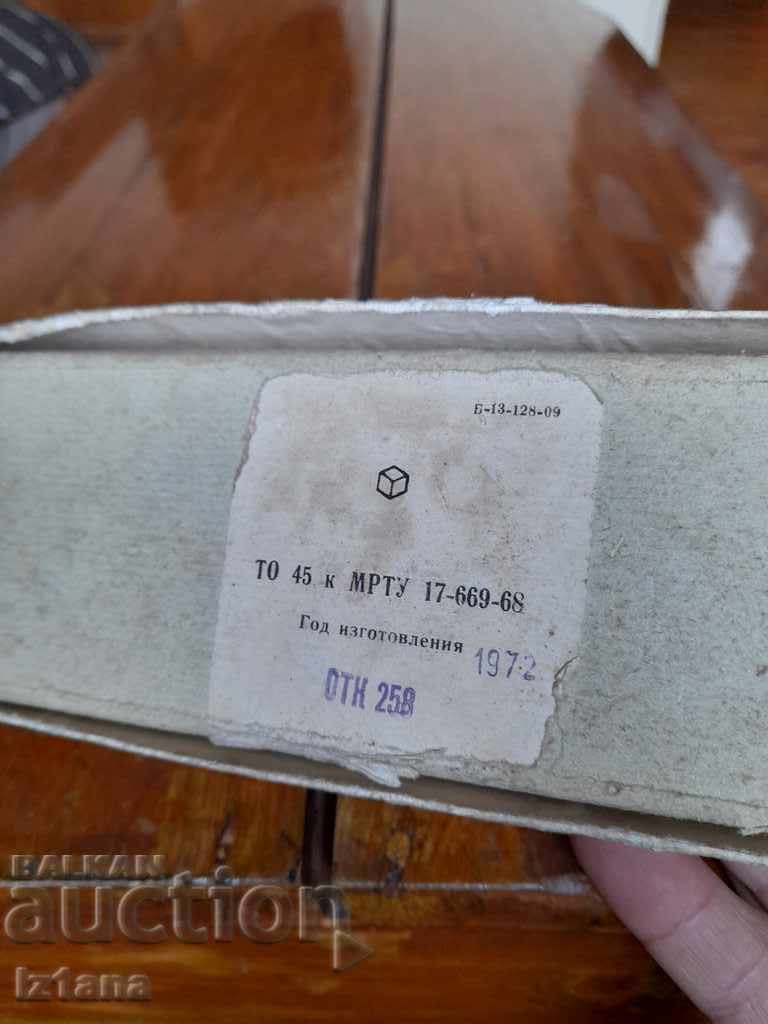 Б-13-128-09
ТО 45 к МРТУ 17-669-68
Год изготовления 1972
ОТК 258
BALKAN
auction
Iz1ana